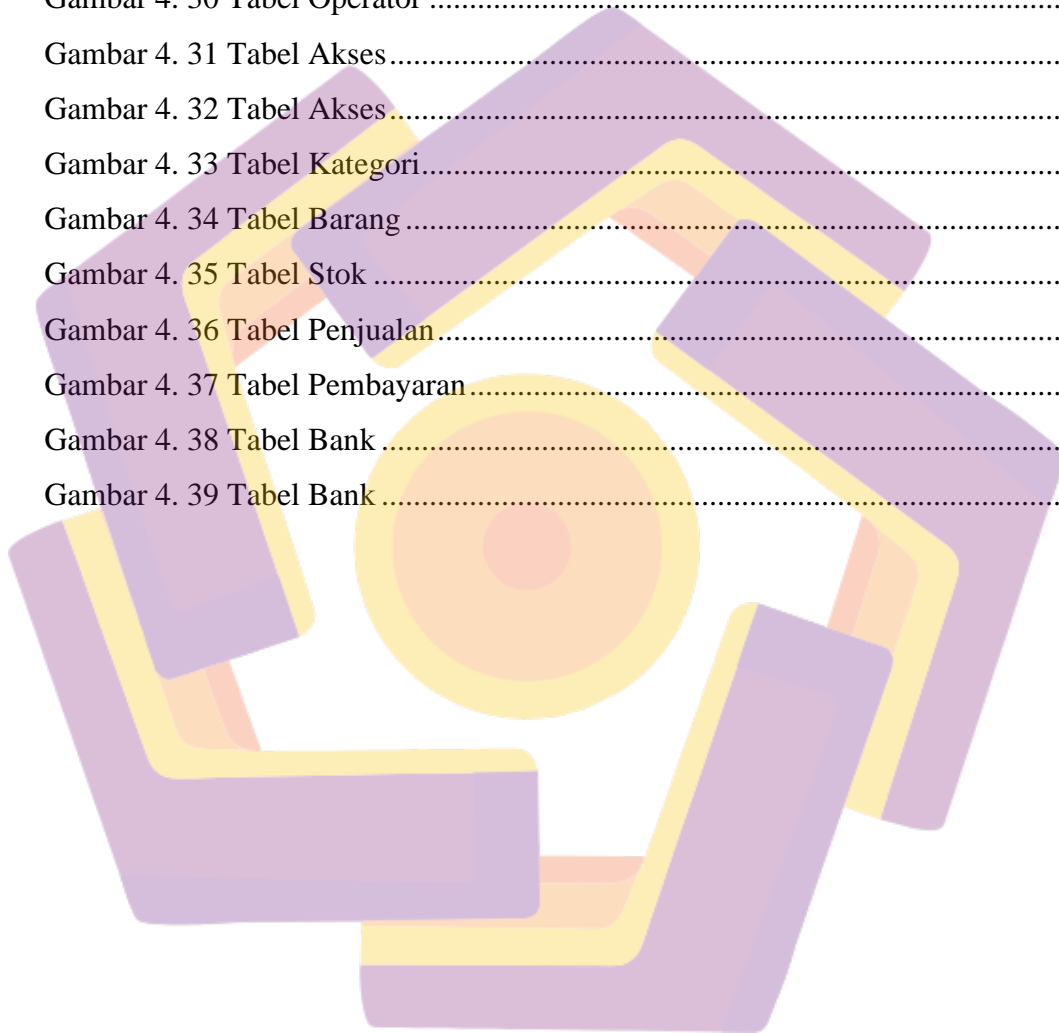 Gambar 4. 30 Tabel Operator ........................................................................
Gambar 4. 31 Tabel Akses.............................................................................
Gambar 4. 32 Tabel Akses.............................................................................
Gambar 4. 33 Tabel Kategori.........................................................................
Gambar 4. 34 Tabel Barang ...........................................................................
Gambar 4. 35 Tabel Stok ...............................................................................
Gambar 4. 36 Tabel Penjualan.......................................................................
Gambar 4. 37 Tabel Pembayaran...................................................................
Gambar 4. 38 Tabel Bank ..............................................................................
Gambar 4. 39 Tabel Bank ..............................................................................